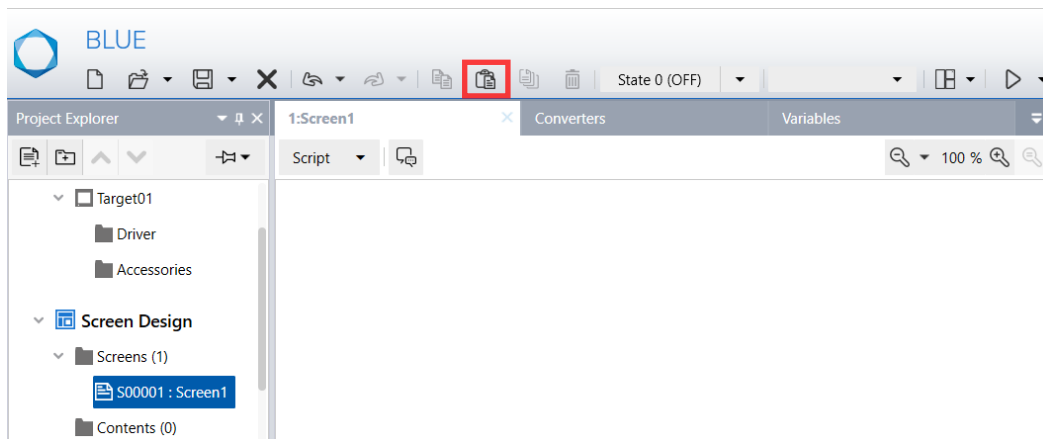 BLUE
State 0 (OFF)
Project Explorer
1:Screen1
Converters
Variables
Script
100 %
Target01
Driver
Accessories
Screen Design
Screens (1)
S00001 : Screen1
Contents (0)